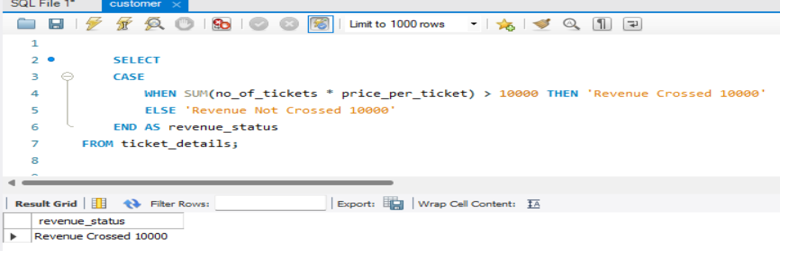 SQL File 1*
customer
Limit to 1000 rows
1
2 SELECT
3 CASE
4 WHEN SUM(no_of_tickets * price_per_ticket) > 10000 THEN 'Revenue Crossed 10000'
5 ELSE 'Revenue Not Crossed 10000'
6 END AS revenue_status
7 FROM ticket_details;
8
Result Grid Filter Rows: Export: Wrap Cell Content:
revenue_status
Revenue Crossed 10000